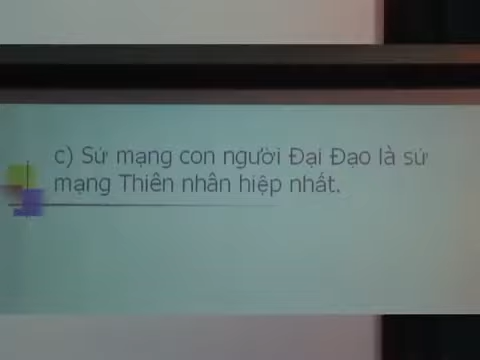 c) Sứ mạng con người Đại Đạo là sứ
mạng Thiên nhân hiệp nhất.